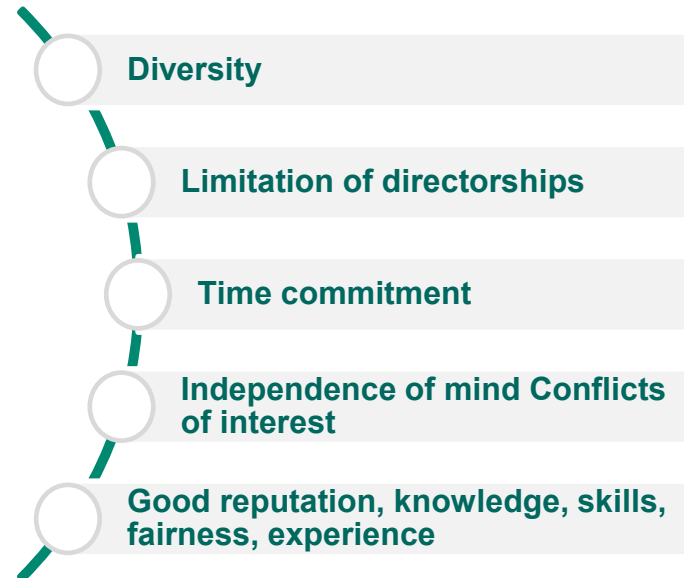 Diversity
Limitation of directorships
Time commitment
Independence of mind Conflicts
of interest
Good reputation, knowledge, skills,
fairness, experience